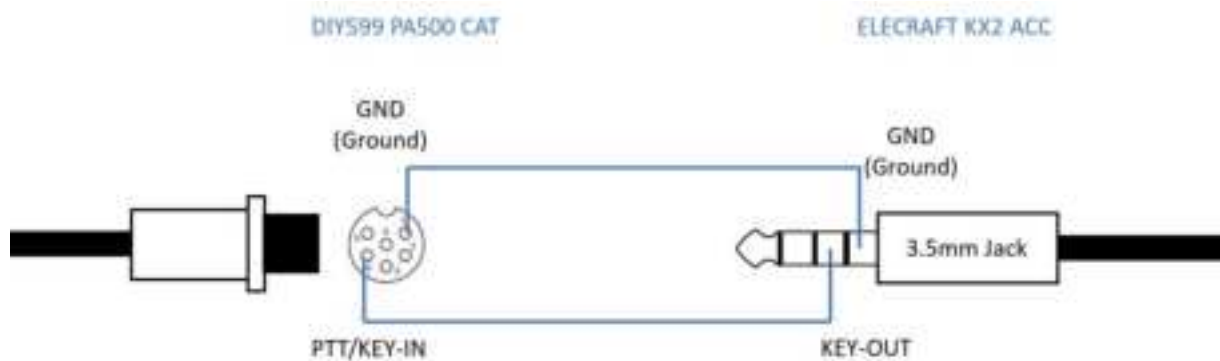 DIY599 PA500 CAT
ELECRAFT KX2 ACC
GND
(Ground)
GND
(Ground)
3.5mm Jack
PTT/KEY-IN
KEY-OUT